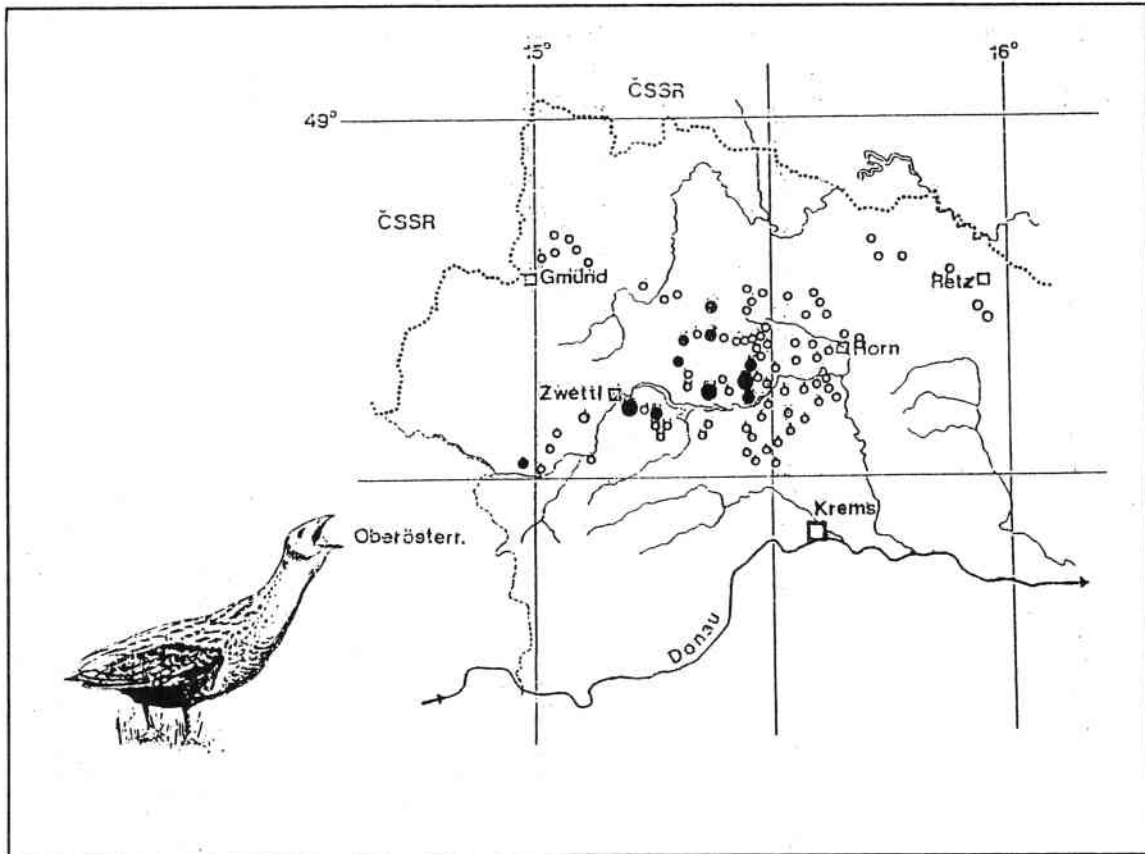 15°
16°
ČSSR
49°
ČSSR
Gmünd
Retz
Horn
Zwettl
Krems
Oberösterr.
Donau